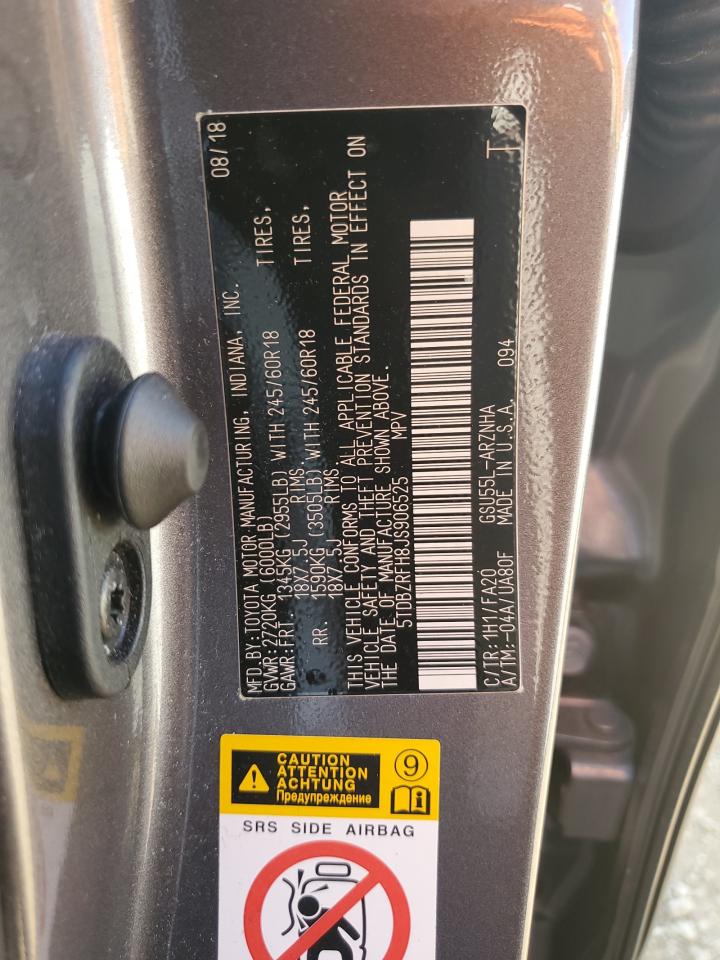 MFD.BY:TOYOTA MOTOR MANUFACTURING, INDIANA, INC. 08/18
GVWR:2720KG (6000LB)
GAWR:FRT. 1345KG (2955LB) WITH 245/60R18 TIRES,
18X7.5J RIMS
RR. 1590KG (3505LB) WITH 245/60R18 TIRES,
18X7.5J RIMS
THIS VEHICLE CONFORMS TO ALL APPLICABLE FEDERAL MOTOR
VEHICLE SAFETY AND THEFT PREVENTION STANDARDS IN EFFECT ON
THE DATE OF MANUFACTURE SHOWN ABOVE.
5TDBZRFH8JS906525 MPV
C/TR:1H1/FA20 GSU55L-ARZNHA
A/TM:-04A/UA80F MADE IN U.S.A. 094 T
CAUTION
ATTENTION
ACHTUNG
Предупреждение
9
SRS SIDE AIRBAG